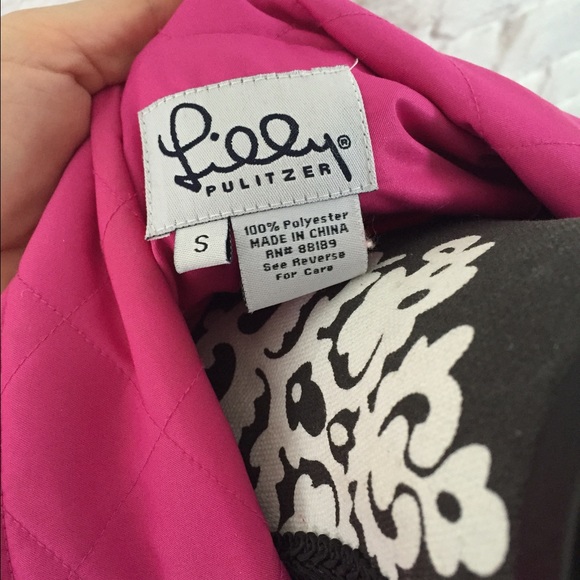 Lilly®
PULITZER
S
100% Polyester
MADE IN CHINA
RN# 88189
See Reverse
For Care